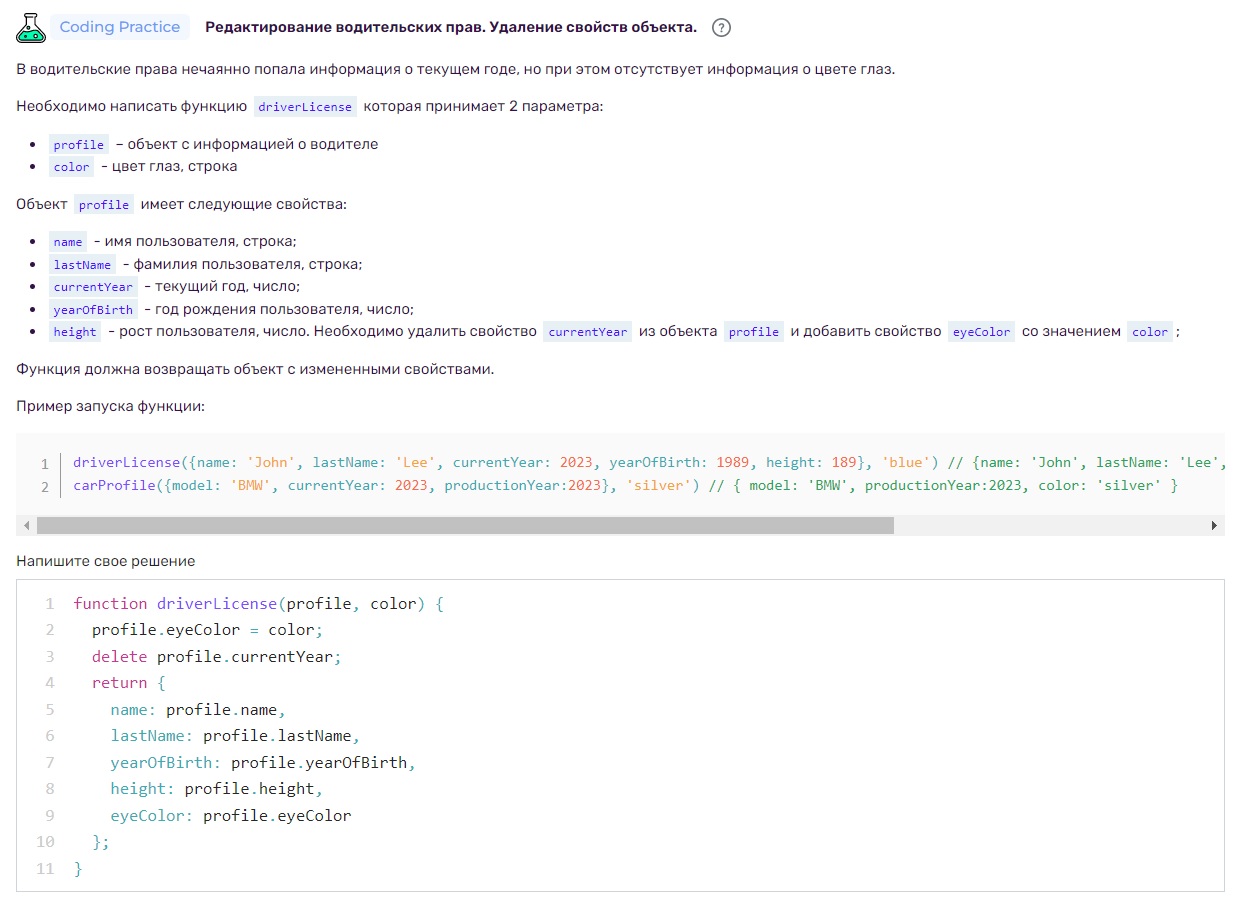 Coding Practice Редактирование водительских прав. Удаление свойств объекта. ?
В водительские права нечаянно попала информация о текущем годе, но при этом отсутствует информация о цвете глаз.
Необходимо написать функцию driverLicense которая принимает 2 параметра:
• profile – объект с информацией о водителе
• color - цвет глаз, строка
Объект profile имеет следующие свойства:
• name - имя пользователя, строка;
• lastName - фамилия пользователя, строка;
• currentYear - текущий год, число;
• yearOfBirth - год рождения пользователя, число;
• height - рост пользователя, число. Необходимо удалить свойство currentYear из объекта profile и добавить свойство eyeColor со значением color ;
Функция должна возвращать объект с измененными свойствами.
Пример запуска функции:
1 driverLicense({name: 'John', lastName: 'Lee', currentYear: 2023, yearOfBirth: 1989, height: 189}, 'blue') // {name: 'John', lastName: 'Lee',
2 carProfile({model: 'BMW', currentYear: 2023, productionYear:2023}, 'silver') // { model: 'BMW', productionYear:2023, color: 'silver' }
Напишите свое решение
1 function driverLicense(profile, color) {
2 profile.eyeColor = color;
3 delete profile.currentYear;
4 return {
5 name: profile.name,
6 lastName: profile.lastName,
7 yearOfBirth: profile.yearOfBirth,
8 height: profile.height,
9 eyeColor: profile.eyeColor
10 };
11 }